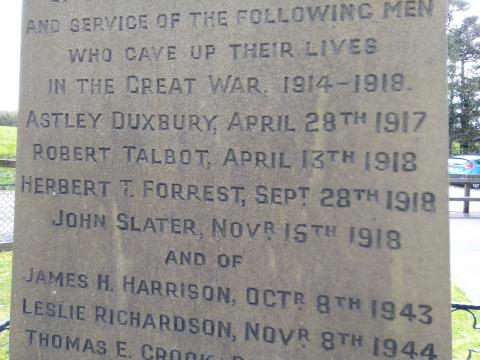 AND SERVICE OF THE FOLLOWING MEN
WHO GAVE UP THEIR LIVES
IN THE GREAT WAR. 1914-1918.
ASTLEY DUXBURY, APRIL 28TH 1917
ROBERT TALBOT, APRIL 13TH 1918
HERBERT T. FORREST, SEPT. 28TH 1918
JOHN SLATER, NOVR. 15TH 1918
AND OF
JAMES H. HARRISON, OCTR. 8TH 1943
LESLIE RICHARDSON, NOVR. 8TH 1944
THOMAS E. CROOK